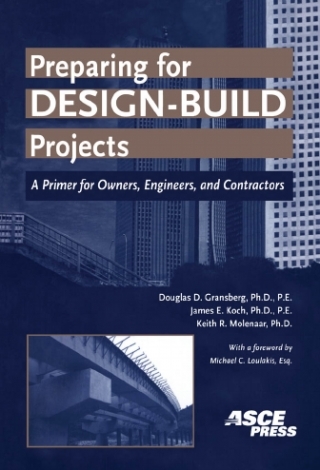 Preparing for
DESIGN-BUILD
Projects
A Primer for Owners, Engineers, and Contractors
Douglas D. Gransberg, Ph.D., P.E.
James E. Koch, Ph.D., P.E.
Keith R. Molenaar, Ph.D.
With a foreword by
Michael C. Loulakis, Esq.
ASCE
PRESS